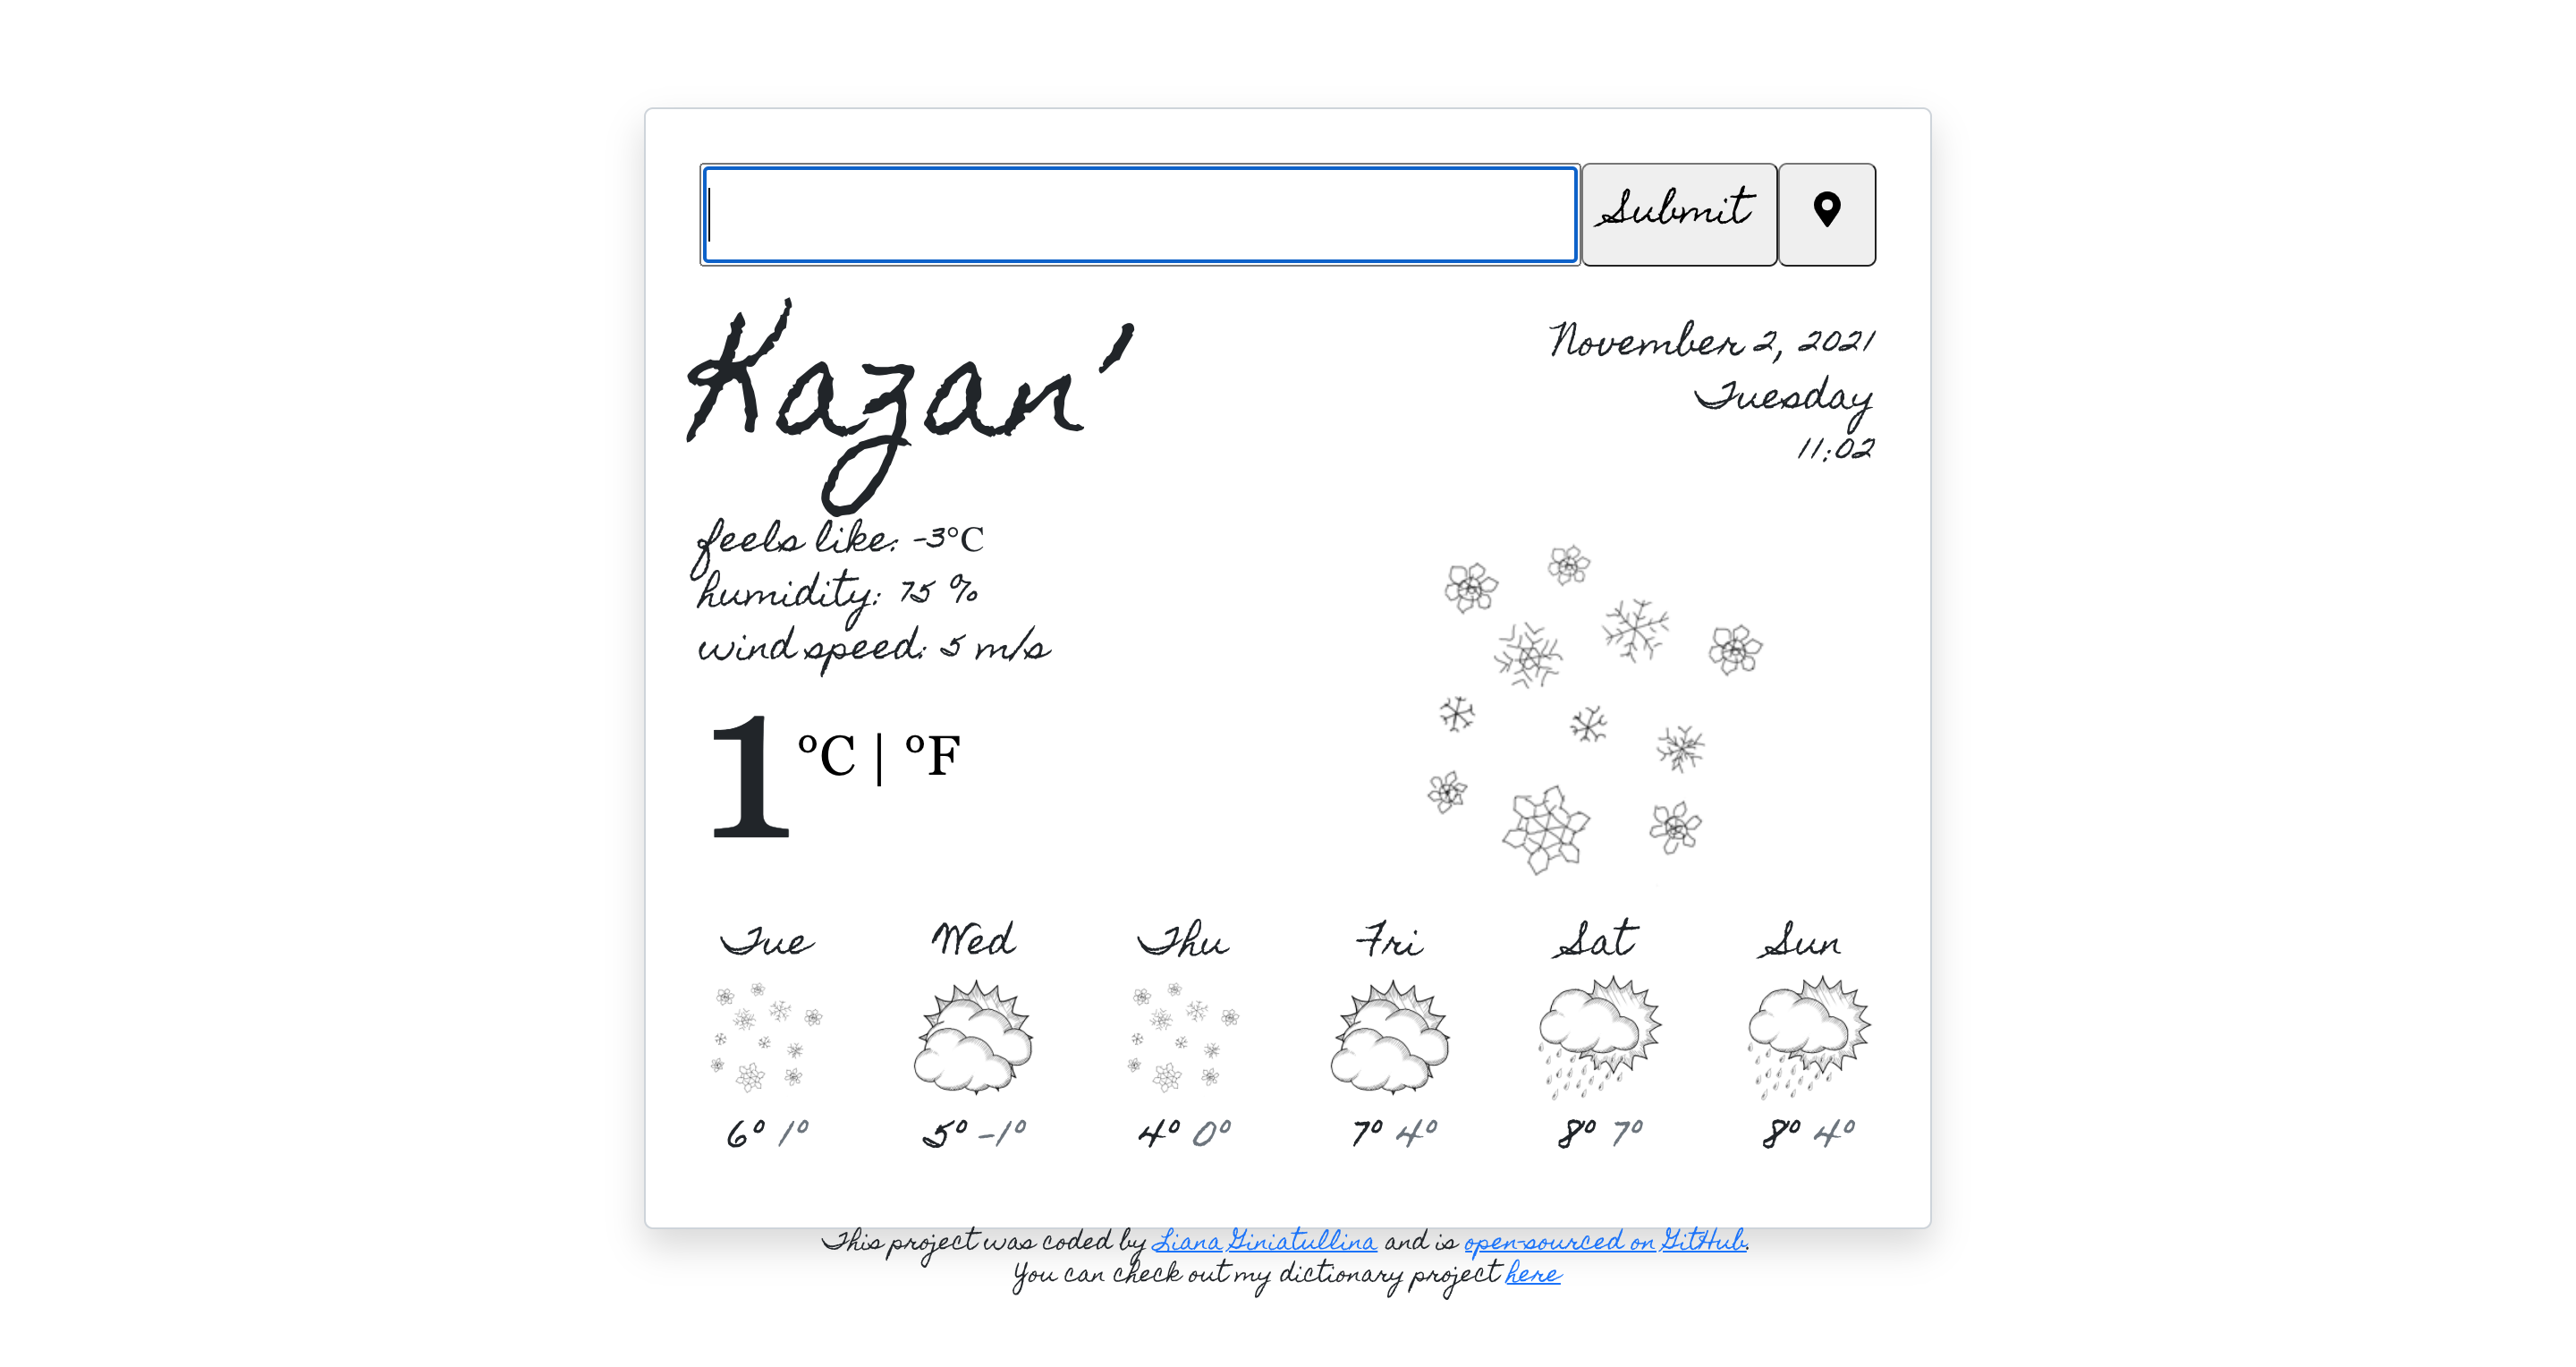 Submit
Kazan'
November 2, 2021
Tuesday
11:02
feels like: -3°C
humidity: 75 %
wind speed: 5 m/s
1 °C | °F
Tue Wed Thu Fri Sat Sun
6° 1° 5° -1° 4° 0° 7° 4° 8° 7° 8° 4°
This project was coded by Liana Giniatullina and is open-sourced on GitHub.
You can check out my dictionary project here